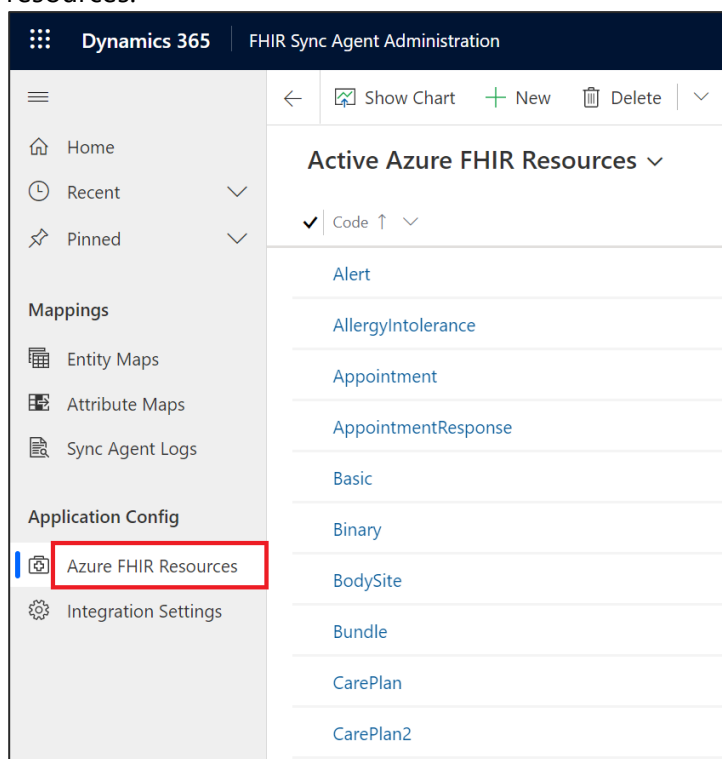 resources.
Dynamics 365 FHIR Sync Agent Administration
Show Chart New Delete
Home
Recent
Pinned
Mappings
Entity Maps
Attribute Maps
Sync Agent Logs
Application Config
Azure FHIR Resources
Integration Settings
Active Azure FHIR Resources
Code
Alert
AllergyIntolerance
Appointment
AppointmentResponse
Basic
Binary
BodySite
Bundle
CarePlan
CarePlan2